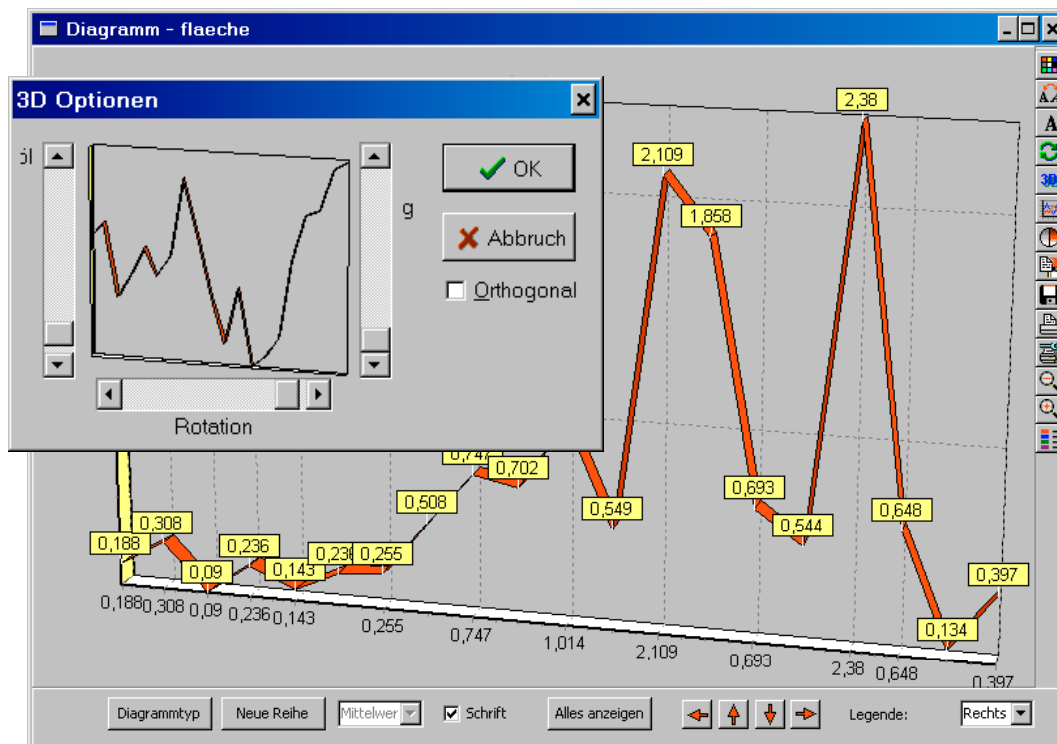 Diagramm - flaeche
3D Optionen
OK
Abbruch
Orthogonal
Rotation
g
2,38
2,109
1,858
0,747
0,702
0,549
0,693
0,544
0,648
0,508
0,308
0,188
0,09
0,236
0,143
0,255
0,397
0,134
0,188
0,308
0,09
0,236
0,143
0,255
0,747
1,014
2,109
0,693
2,38
0,648
0,397
A
A
3D
Diagrammtyp
Neue Reihe
Mittelwer
Schrift
Alles anzeigen
Legende:
Rechts